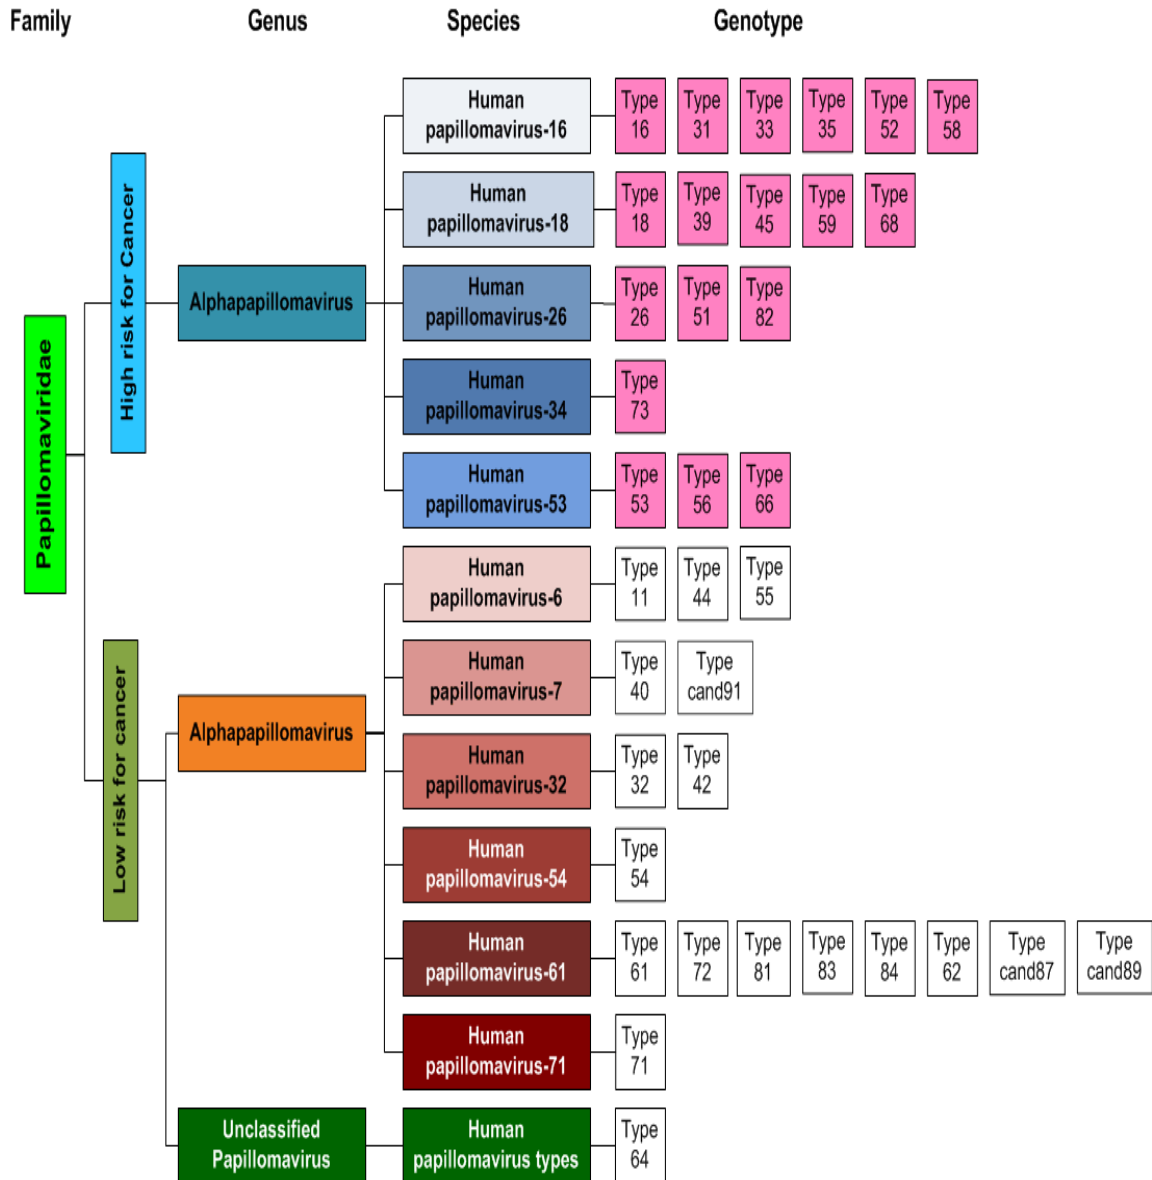 Family Genus Species Genotype
Papillomaviridae
High risk for Cancer
Alphapapillomavirus
Human
papillomavirus-16
Type
16
Type
31
Type
33
Type
35
Type
52
Type
58
Human
papillomavirus-18
Type
18
Type
39
Type
45
Type
59
Type
68
Human
papillomavirus-26
Type
26
Type
51
Type
82
Human
papillomavirus-34
Type
73
Human
papillomavirus-53
Type
53
Type
56
Type
66
Low risk for cancer
Alphapapillomavirus
Human
papillomavirus-6
Type
11
Type
44
Type
55
Human
papillomavirus-7
Type
40
Type
cand91
Human
papillomavirus-32
Type
32
Type
42
Human
papillomavirus-54
Type
54
Human
papillomavirus-61
Type
61
Type
72
Type
81
Type
83
Type
84
Type
62
Type
cand87
Type
cand89
Human
papillomavirus-71
Type
71
Unclassified
Papillomavirus
Human
papillomavirus types
Type
64